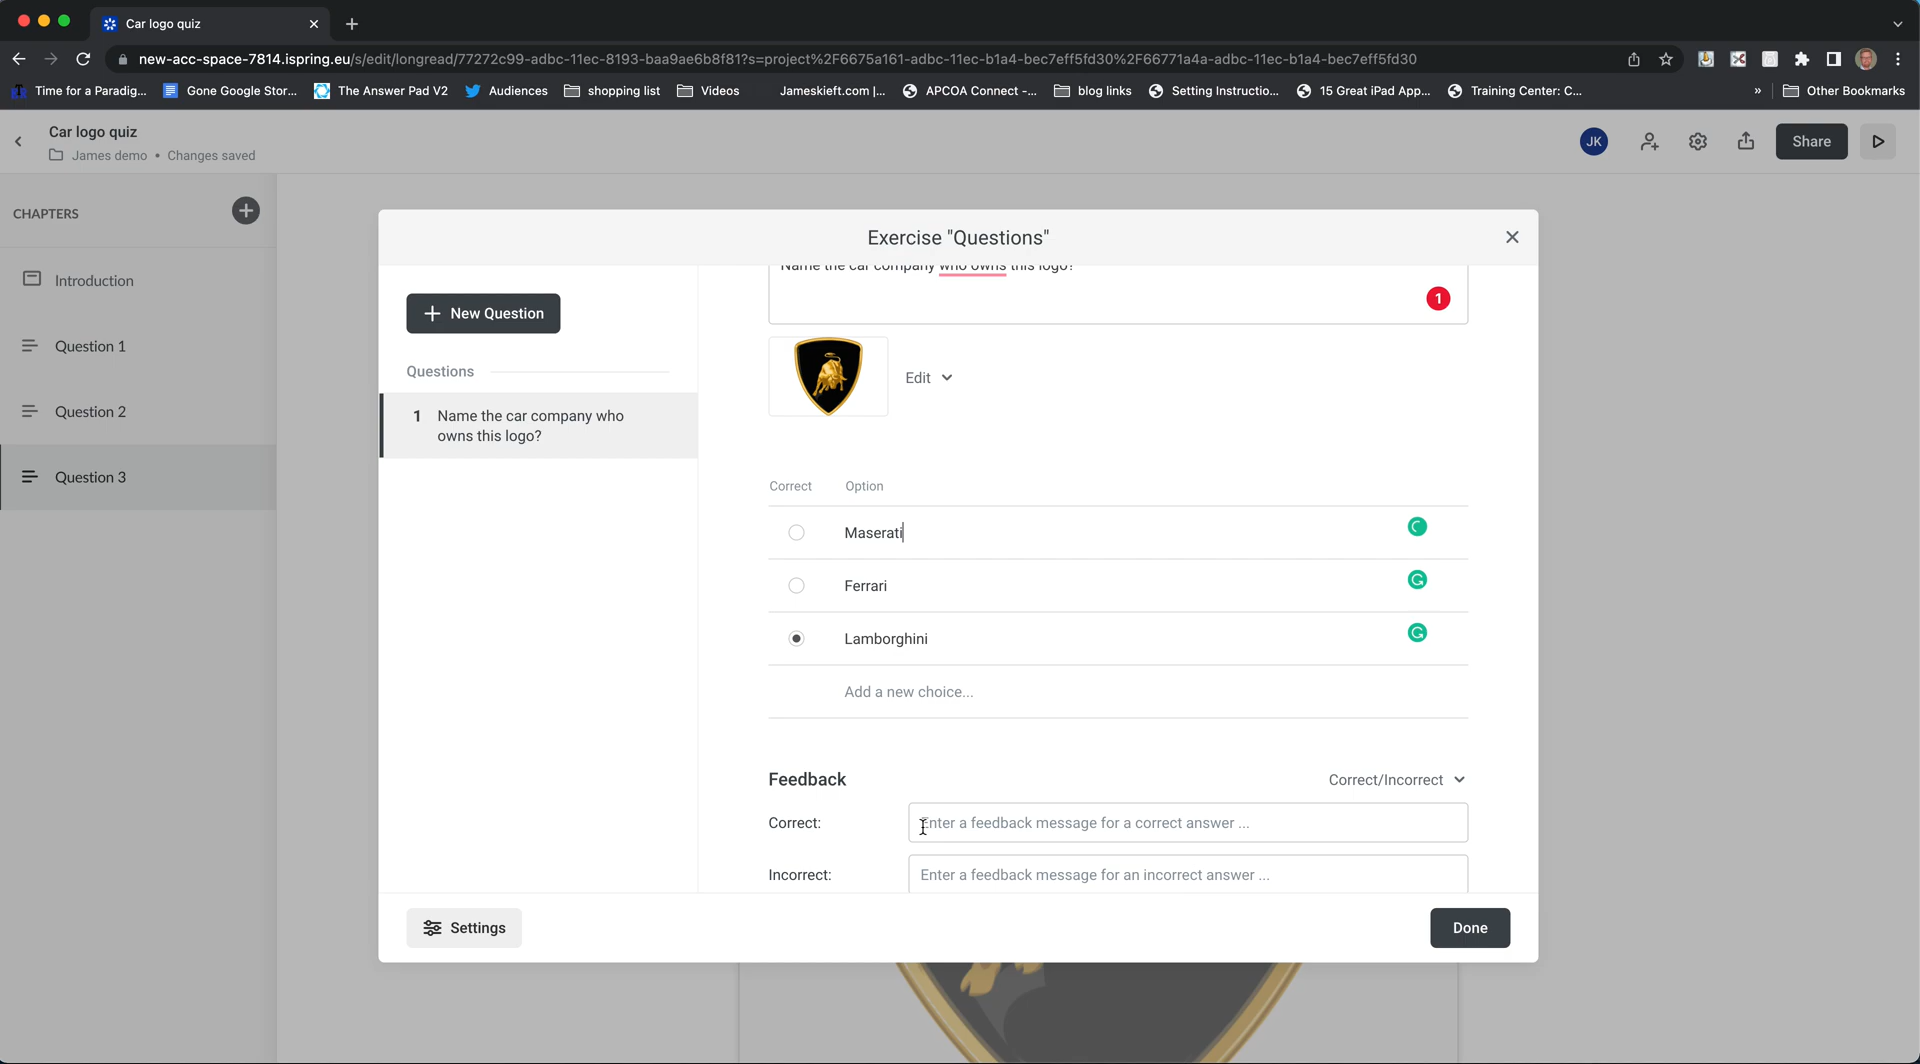 Car logo quiz
new-acc-space-7814.ispring.eu/s/edit/longread/77272c99-adbc-11ec-8193-baa9ae6b8f81?s=project%2F6675a161-adbc-11ec-b1a4-bec7eff5fd30%2F66771a4a-adbc-11ec-b1a4-bec7eff5fd30
Time for a Paradig... Gone Google Stor... The Answer Pad V2 Audiences shopping list Videos Jameskieft.com |... APCOA Connect -... blog links Setting Instructio... 15 Great iPad App... Training Center: C... » Other Bookmarks
Car logo quiz
James demo • Changes saved
JK
Share
CHAPTERS
Introduction
Question 1
Question 2
Question 3
Exercise "Questions"
New Question
Questions
1 Name the car company who
owns this logo?
Name the car company who owns this logo?
1
Edit
Correct Option
Maserati
Ferrari
Lamborghini
Add a new choice...
Feedback Correct/Incorrect
Correct: Enter a feedback message for a correct answer ...
Incorrect: Enter a feedback message for an incorrect answer ...
Settings
Done